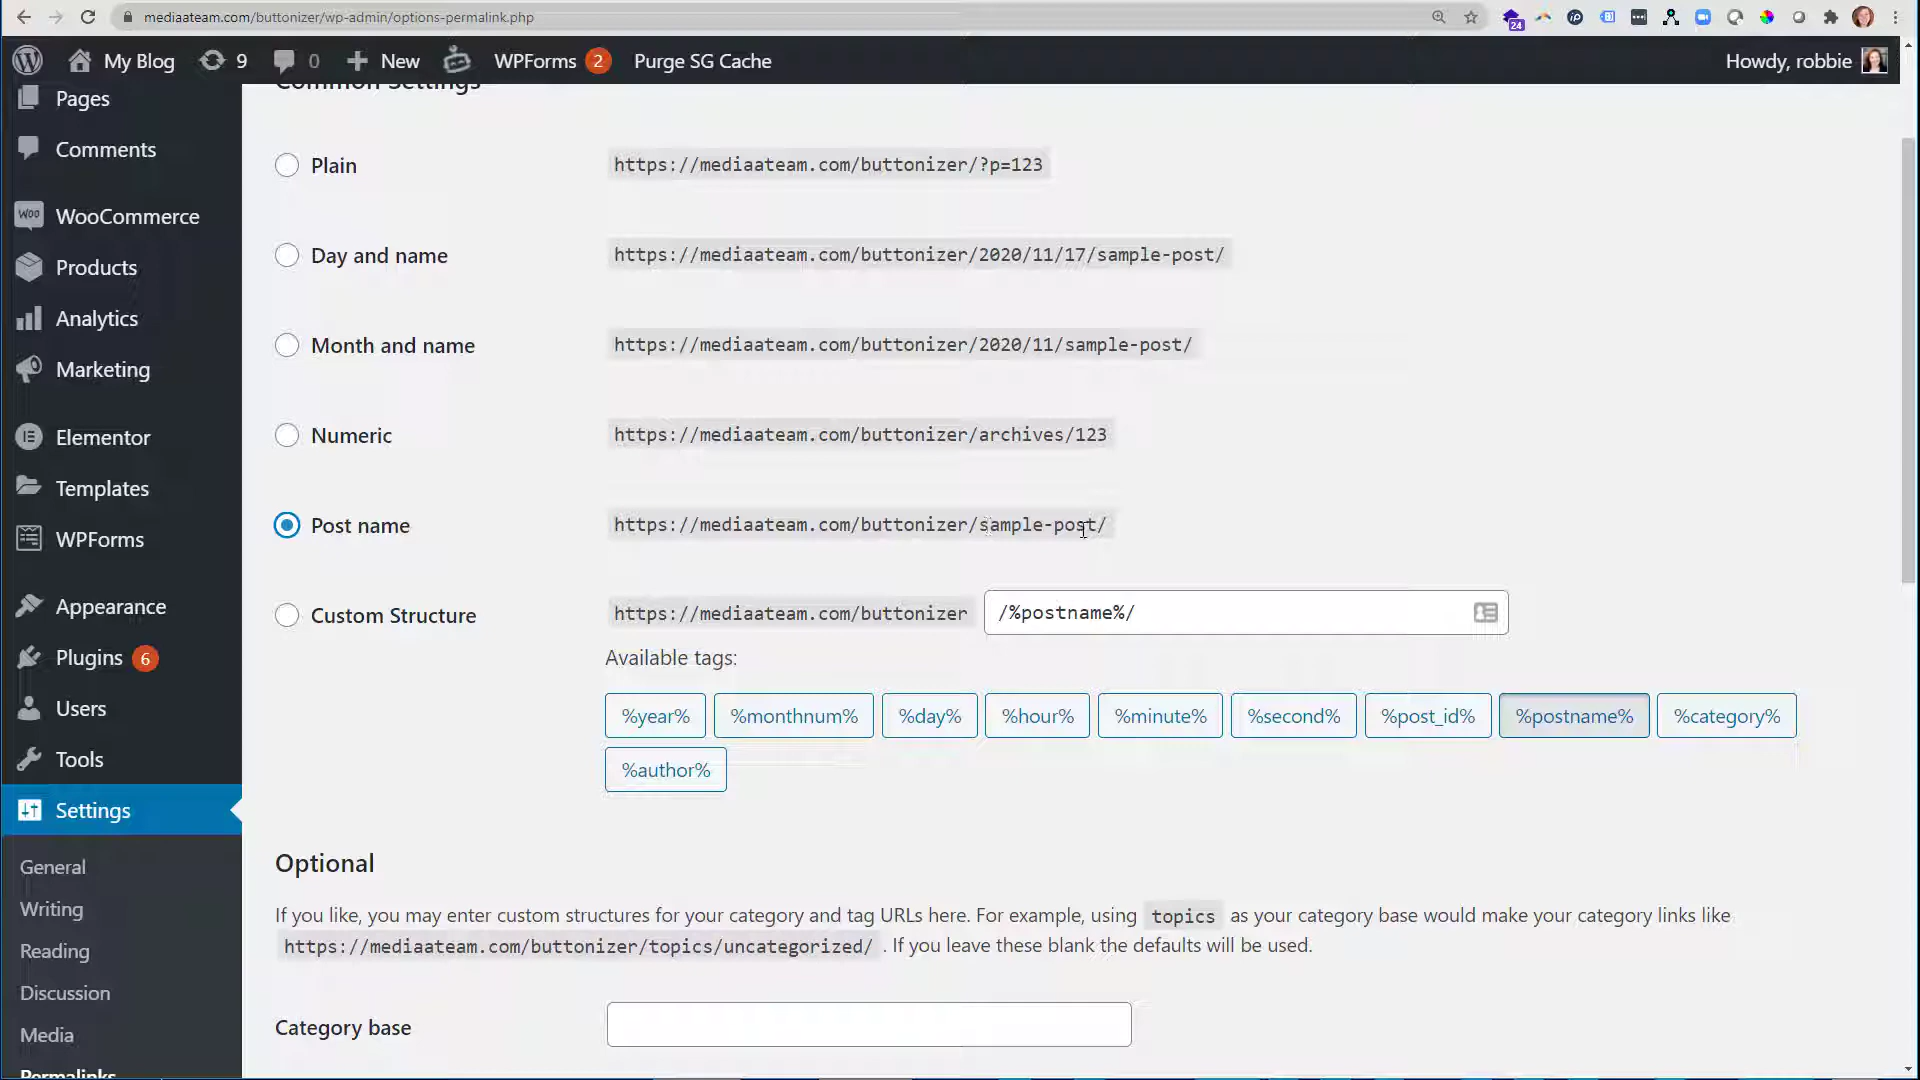 mediaateam.com/buttonizer/wp-admin/options-permalink.php
24
My Blog 9 0 New WPForms 2 Purge SG Cache Howdy, robbie
Pages
Comments
WOO WooCommerce
Products
Analytics
Marketing
Elementor
Templates
WPForms
Appearance
Plugins 6
Users
Tools
Settings
General
Writing
Reading
Discussion
Media
Permalinks
Common Settings
Plain https://mediaateam.com/buttonizer/?p=123
Day and name https://mediaateam.com/buttonizer/2020/11/17/sample-post/
Month and name https://mediaateam.com/buttonizer/2020/11/sample-post/
Numeric https://mediaateam.com/buttonizer/archives/123
Post name https://mediaateam.com/buttonizer/sample-post/
Custom Structure https://mediaateam.com/buttonizer /%postname%/
Available tags:
%year% %monthnum% %day% %hour% %minute% %second% %post_id% %postname% %category%
%author%
Optional
If you like, you may enter custom structures for your category and tag URLs here. For example, using topics as your category base would make your category links like
https://mediaateam.com/buttonizer/topics/uncategorized/ . If you leave these blank the defaults will be used.
Category base